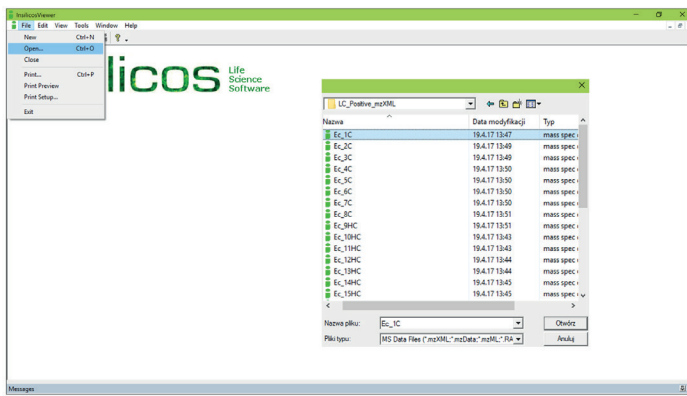 InsilicosViewer
File Edit View Tools Window Help
New Ctrl+N
Open... Ctrl+O
Close
Print... Ctrl+P
Print Preview
Print Setup...
Exit
licos Life
Science
Software
LC_Positive_mzXML
Nazwa Data modyfikacji Typ
Ec_1C 19.4.17 13:47 mass spec
Ec_2C 19.4.17 13:49 mass spec
Ec_3C 19.4.17 13:49 mass spec
Ec_4C 19.4.17 13:50 mass spec
Ec_5C 19.4.17 13:50 mass spec
Ec_6C 19.4.17 13:50 mass spec
Ec_7C 19.4.17 13:50 mass spec
Ec_8C 19.4.17 13:51 mass spec
Ec_9HC 19.4.17 13:51 mass spec
Ec_10HC 19.4.17 13:43 mass spec
Ec_11HC 19.4.17 13:43 mass spec
Ec_12HC 19.4.17 13:44 mass spec
Ec_13HC 19.4.17 13:44 mass spec
Ec_14HC 19.4.17 13:45 mass spec
Ec_15HC 19.4.17 13:45 mass spec
Nazwa pliku: Ec_1C Otwórz
Pliki typu: MS Data Files (*.mzXML;*.mzData;*.mzML;*.RA Anuluj
Messages